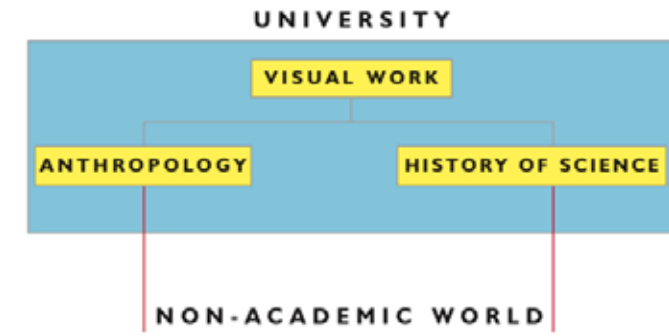 UNIVERSITY
VISUAL WORK
ANTHROPOLOGY
HISTORY OF SCIENCE
NON-ACADEMIC WORLD